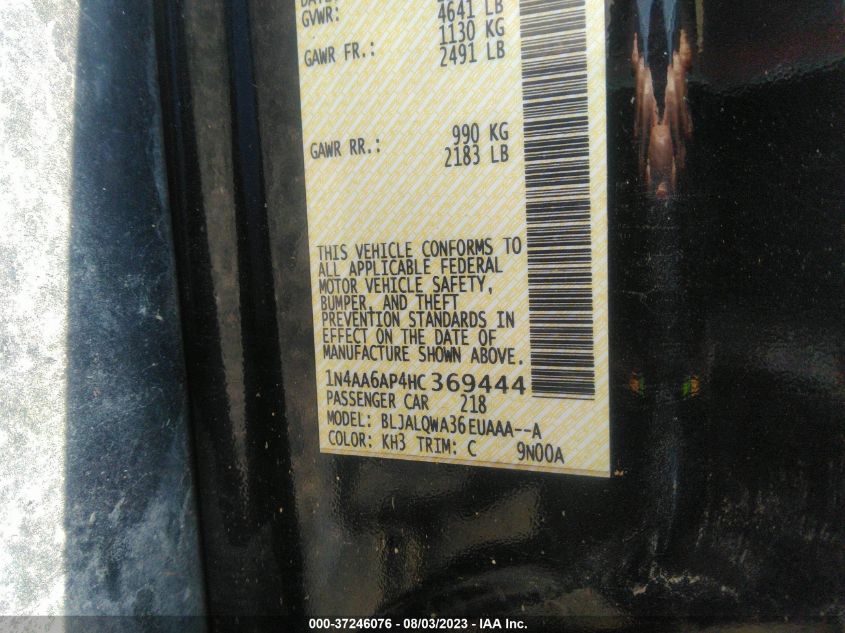 GVWR: 4641 LB
GAWR FR.: 1130 KG
2491 LB
GAWR RR.: 990 KG
2183 LB
THIS VEHICLE CONFORMS TO
ALL APPLICABLE FEDERAL
MOTOR VEHICLE SAFETY,
BUMPER, AND THEFT
PREVENTION STANDARDS IN
EFFECT ON THE DATE OF
MANUFACTURE SHOWN ABOVE.
1N4AA6AP4HC369444
PASSENGER CAR 218
MODEL: BLJALQWA36EUAAA--A
COLOR: KH3 TRIM: C 9N00A
000-37246076 - 08/03/2023 - IAA Inc.